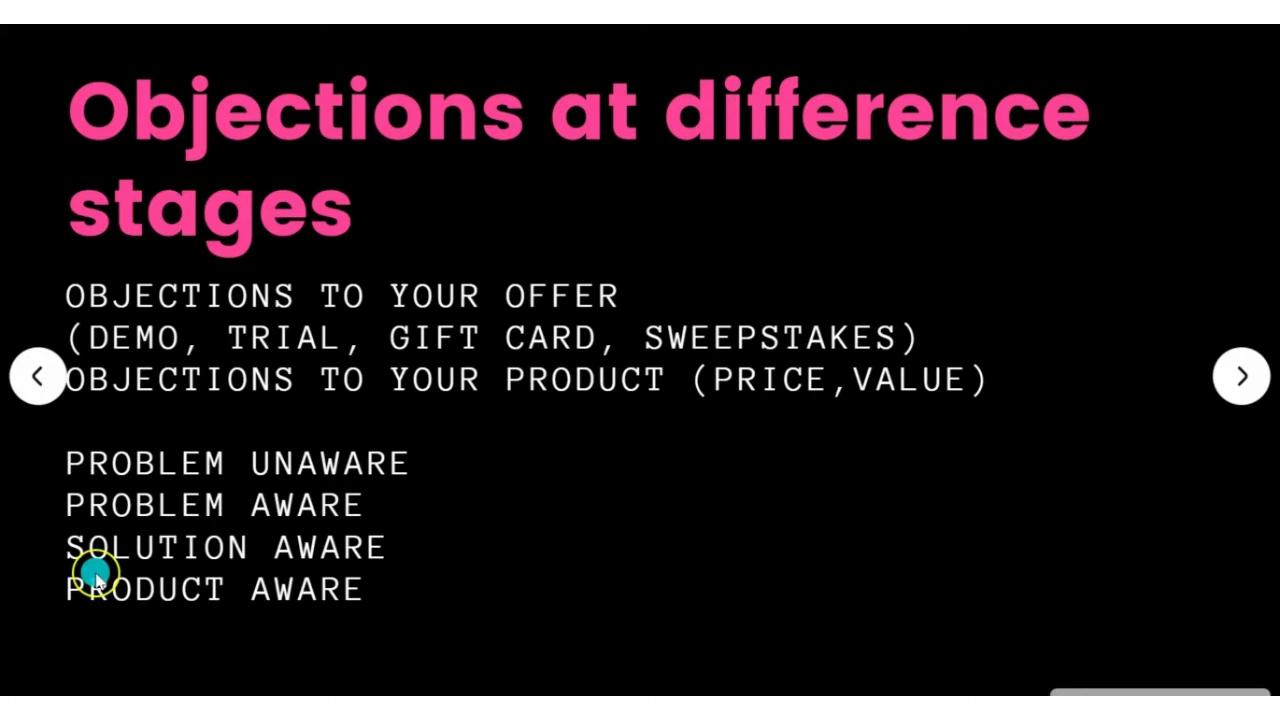 Objections at difference
stages
OBJECTIONS TO YOUR OFFER
(DEMO, TRIAL, GIFT CARD, SWEEPSTAKES)
OBJECTIONS TO YOUR PRODUCT (PRICE,VALUE)
PROBLEM UNAWARE
PROBLEM AWARE
SOLUTION AWARE
PRODUCT AWARE